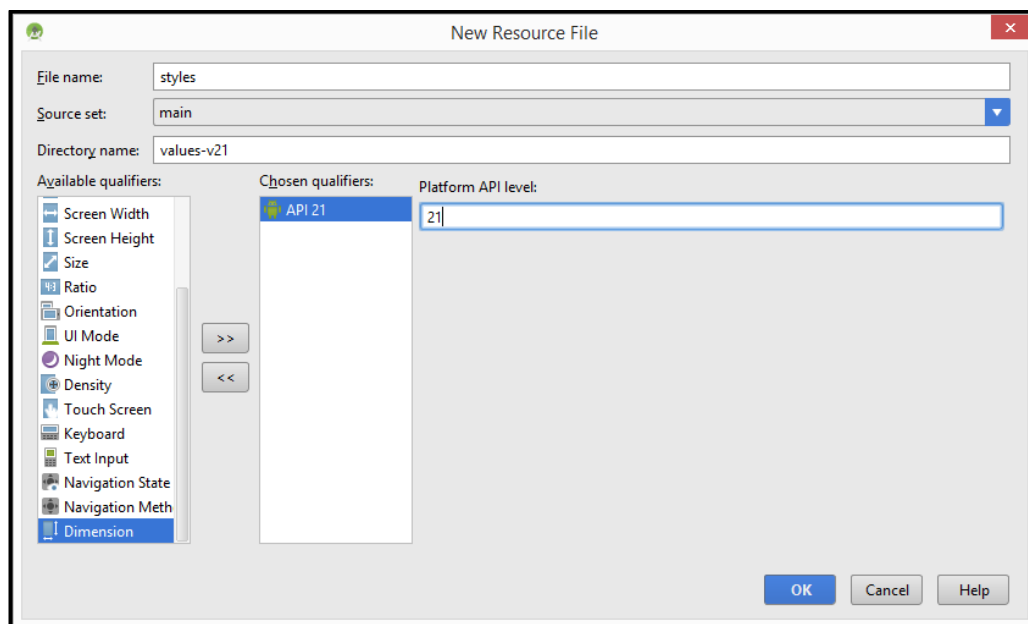 New Resource File
File name: styles
Source set: main
Directory name: values-v21
Available qualifiers:
Chosen qualifiers:
Platform API level:
Screen Width
Screen Height
Size
4:3 Ratio
Orientation
UI Mode
Night Mode
Density
Touch Screen
Keyboard
Text Input
Navigation State
Navigation Meth
Dimension
>>
<<
API 21
21
OK
Cancel
Help